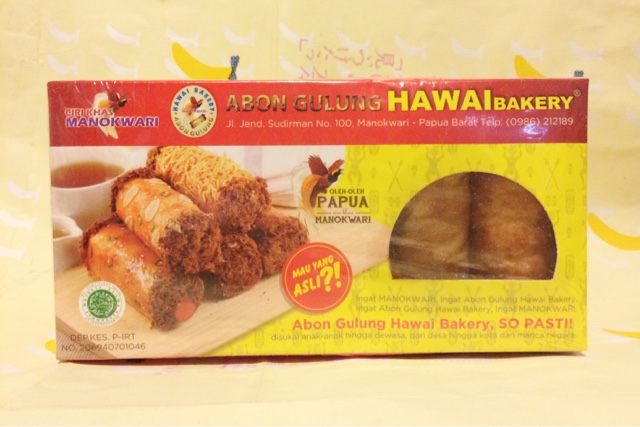 CIRI KHAS
MANOKWARI
HAWAI BAKERY
ABON GULUNG
ABON GULUNG HAWAI BAKERY®
Jl. Jend. Sudirman No. 100, Manokwari - Papua Barat Telp. (0986) 212189
OLEH-OLEH
PAPUA
MANOKWARI
MAU YANG
ASLI?!
Ingat MANOKWARI, Ingat Abon Gulung Hawai Bakery,
Ingat Abon Gulung Hawai Bakery, Ingat MANOKWARI.
Abon Gulung Hawai Bakery, SO PASTI!
disukai anak-anak hingga dewasa, dari desa hingga kota dan manca negara.
DEP.KES. P-IRT
NO. 206940701046